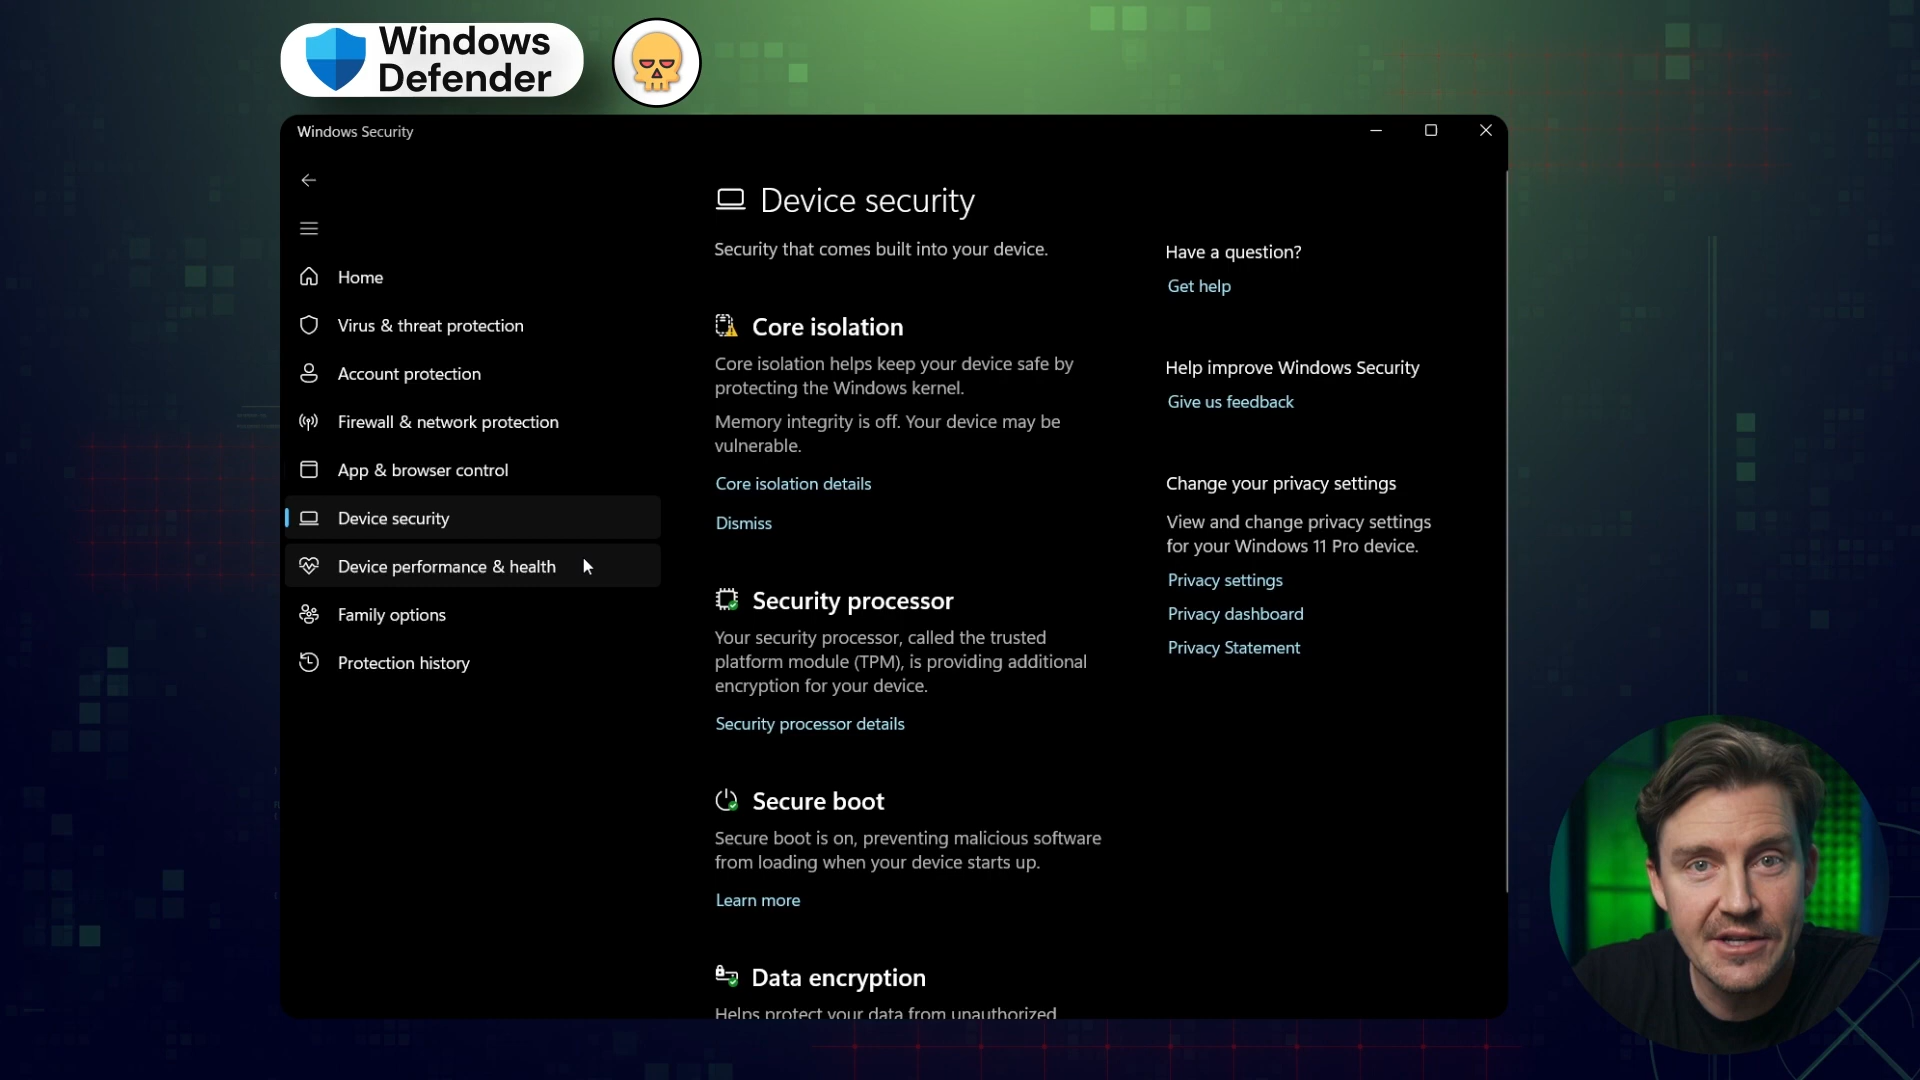 Windows
Defender
Windows Security
Home
Virus & threat protection
Account protection
Firewall & network protection
App & browser control
Device security
Device performance & health
Family options
Protection history
Device security
Security that comes built into your device.
Core isolation
Core isolation helps keep your device safe by
protecting the Windows kernel.
Memory integrity is off. Your device may be
vulnerable.
Core isolation details
Dismiss
Security processor
Your security processor, called the trusted
platform module (TPM), is providing additional
encryption for your device.
Security processor details
Secure boot
Secure boot is on, preventing malicious software
from loading when your device starts up.
Learn more
Data encryption
Helps protect your data from unauthorized
Have a question?
Get help
Help improve Windows Security
Give us feedback
Change your privacy settings
View and change privacy settings
for your Windows 11 Pro device.
Privacy settings
Privacy dashboard
Privacy Statement